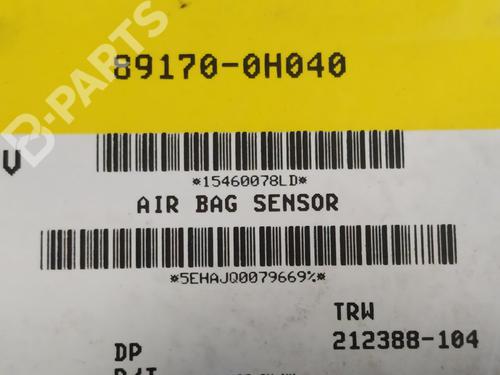 89170-0H040
B-PARTS
V
*15460078LD*
AIR BAG SENSOR
*5EHAJQ0079669%*
TRW
212388-104
DP